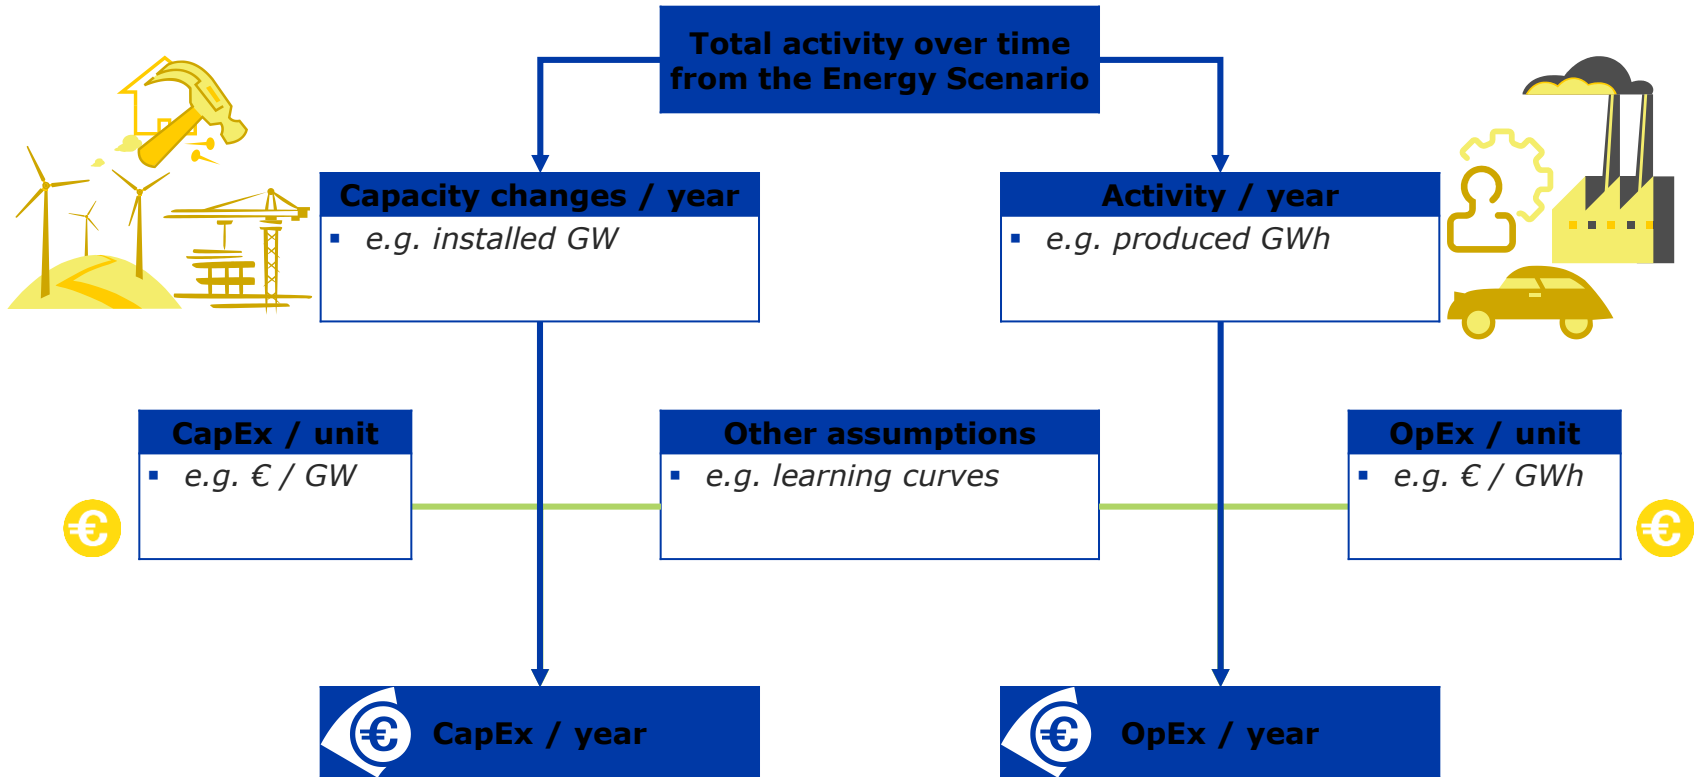 Total activity over time
from the Energy Scenario
Capacity changes / year
▪ e.g. installed GW
Activity / year
▪ e.g. produced GWh
CapEx / unit
▪ e.g. € / GW
Other assumptions
▪ e.g. learning curves
OpEx / unit
▪ e.g. € / GWh
€
€
€ CapEx / year
€ OpEx / year